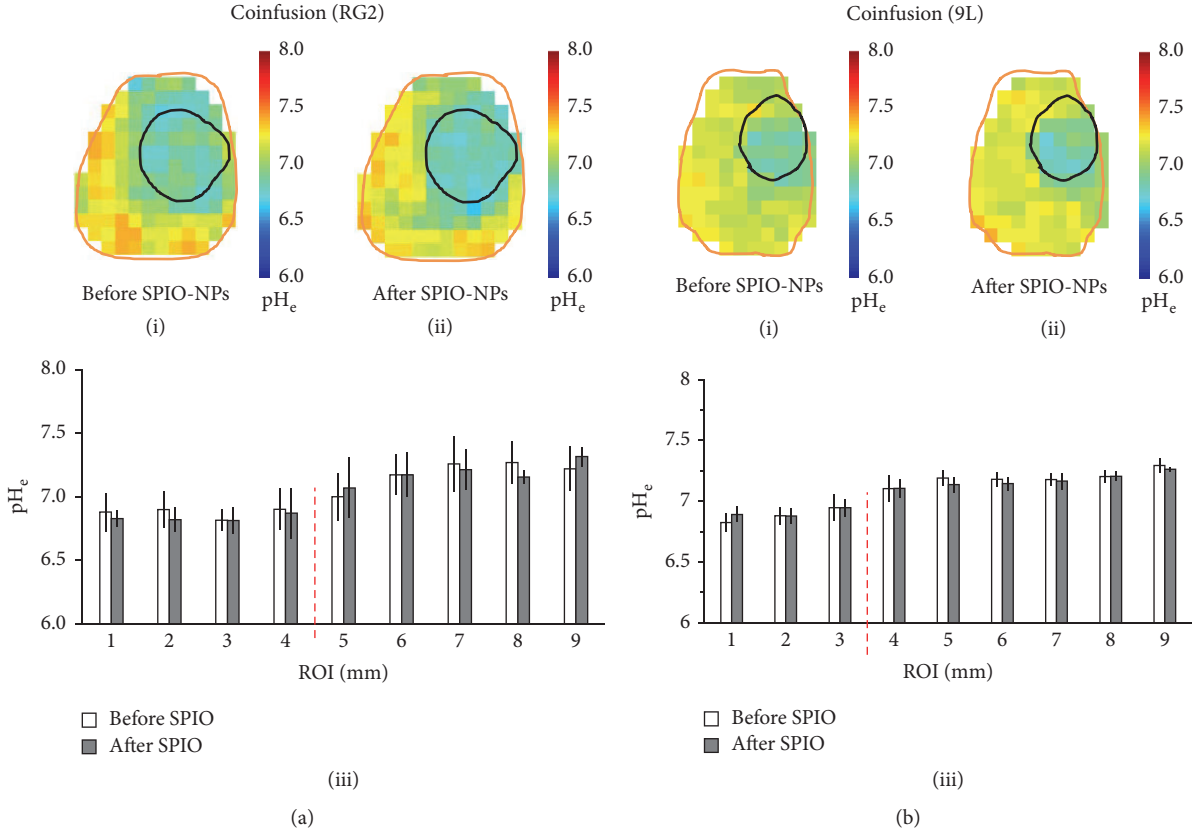 Coinfusion (RG2)
8.0
7.5
7.0
6.5
6.0
pHe
Before SPIO-NPs
(i)
8.0
7.5
7.0
6.5
6.0
pHe
After SPIO-NPs
(ii)
8.0
7.5
7.0
6.5
6.0
pHe
1 2 3 4 5 6 7 8 9
ROI (mm)
Before SPIO
After SPIO
(iii)
(a)
Coinfusion (9L)
8.0
7.5
7.0
6.5
6.0
pHe
Before SPIO-NPs
(i)
8.0
7.5
7.0
6.5
6.0
pHe
After SPIO-NPs
(ii)
8
7.5
7
6.5
6
pHe
1 2 3 4 5 6 7 8 9
ROI (mm)
Before SPIO
After SPIO
(iii)
(b)